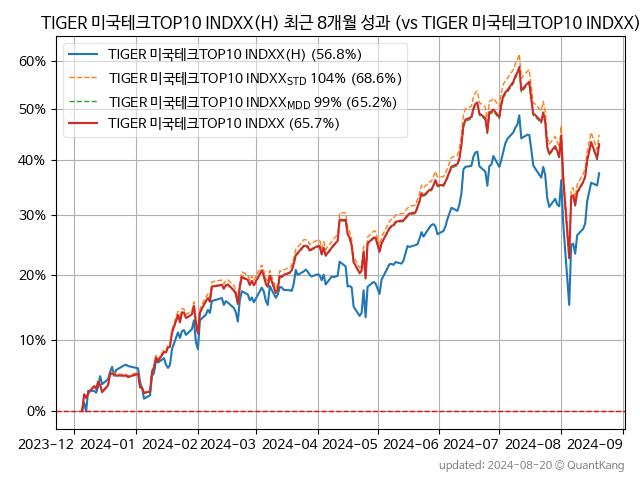 TIGER 미국테크TOP10 INDXX(H) 최근 8개월 성과 (vs TIGER 미국테크TOP10 INDXX)
TIGER 미국테크TOP10 INDXX(H) (56.8%)
TIGER 미국테크TOP10 INDXX STD 104% (68.6%)
TIGER 미국테크TOP10 INDXX MDD 99% (65.2%)
TIGER 미국테크TOP10 INDXX (65.7%)
60%
50%
40%
30%
20%
10%
0%
2023-12 2024-01 2024-02 2024-03 2024-04 2024-05 2024-06 2024-07 2024-08 2024-09
updated: 2024-08-20 © QuantKang